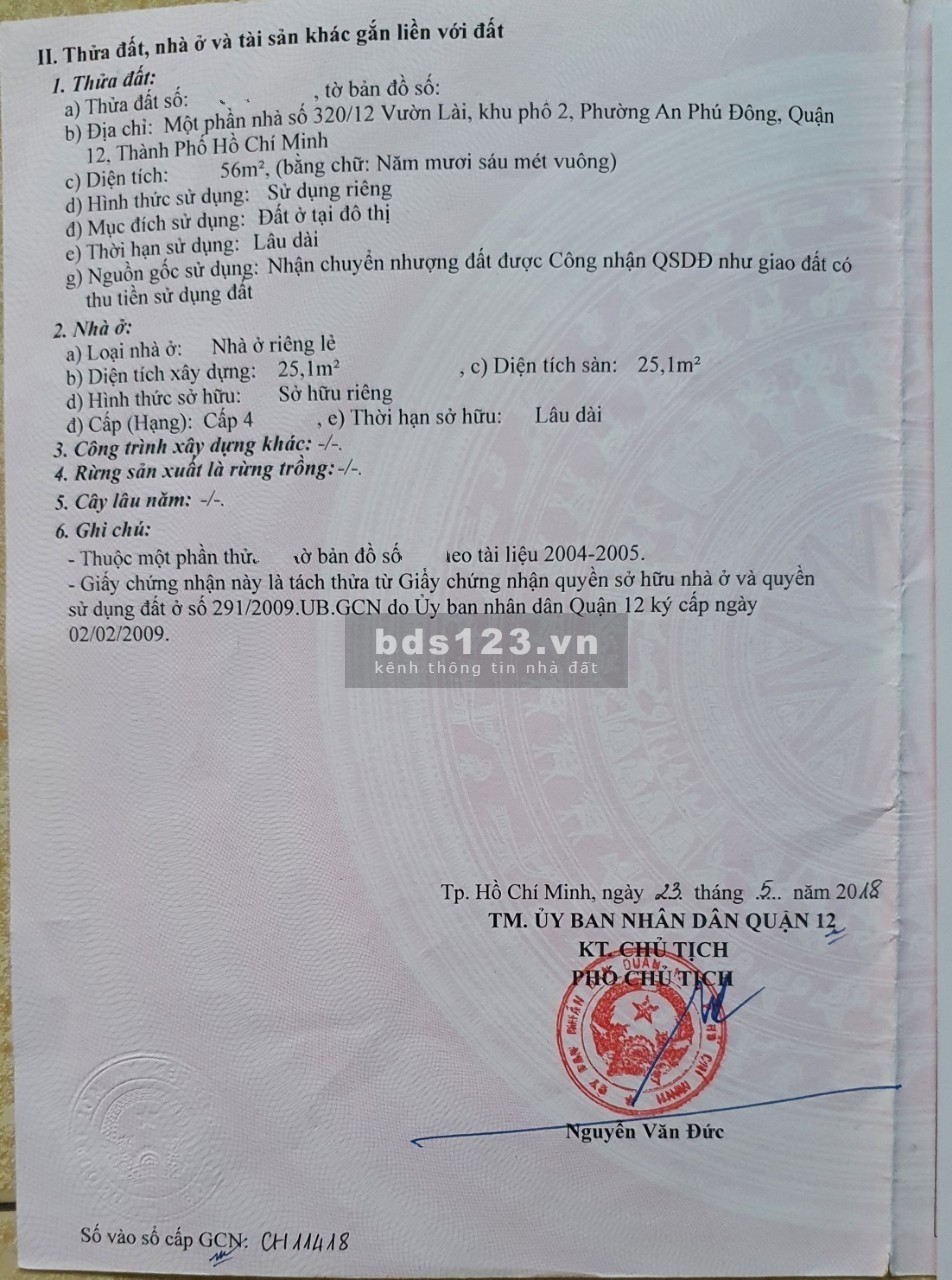 II. Thửa đất, nhà ở và tài sản khác gắn liền với đất
1. Thửa đất:
a) Thửa đất số: , tờ bản đồ số:
b) Địa chỉ: Một phần nhà số 320/12 Vườn Lài, khu phố 2, Phường An Phú Đông, Quận
12, Thành Phố Hồ Chí Minh
c) Diện tích: 56m², (bằng chữ: Năm mươi sáu mét vuông)
d) Hình thức sử dụng: Sử dụng riêng
đ) Mục đích sử dụng: Đất ở tại đô thị
e) Thời hạn sử dụng: Lâu dài
g) Nguồn gốc sử dụng: Nhận chuyển nhượng đất được Công nhận QSDĐ như giao đất có
thu tiền sử dụng đất
2. Nhà ở:
a) Loại nhà ở: Nhà ở riêng lẻ
b) Diện tích xây dựng: 25,1m² , c) Diện tích sàn: 25,1m²
d) Hình thức sở hữu: Sở hữu riêng
đ) Cấp (Hạng): Cấp 4 , e) Thời hạn sở hữu: Lâu dài
3. Công trình xây dựng khác: -/-.
4. Rừng sản xuất là rừng trồng: -/-.
5. Cây lâu năm: -/-.
6. Ghi chú:
- Thuộc một phần bản đồ số tài liệu 2004-2005.
- Giấy chứng nhận này là tách thửa từ Giấy chứng nhận quyền sở hữu nhà ở và quyền
sử dụng đất ở số 291/2009.UB.GCN do Ủy ban nhân dân Quận 12 ký cấp ngày
02/02/2009.
bds123.vn
kênh thông tin nhà đất
Tp. Hồ Chí Minh, ngày 23 tháng .5... năm 2018
TM. ỦY BAN NHÂN DÂN QUẬN 12
KT. CHỦ TỊCH
PHÓ CHỦ TỊCH
Nguyễn Văn Đức
Số vào sổ cấp GCN: CH11418